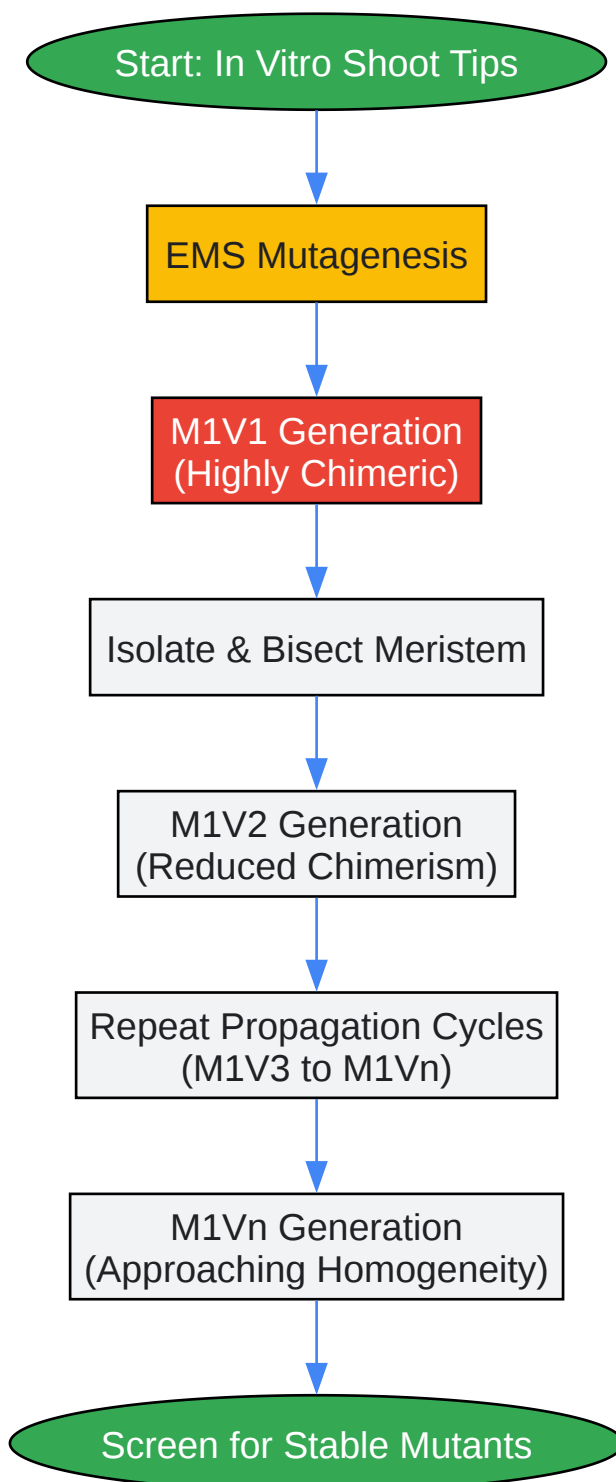 Start: In Vitro Shoot Tips
EMS Mutagenesis
M1V1 Generation
(Highly Chimeric)
Isolate & Bisect Meristem
M1V2 Generation
(Reduced Chimerism)
Repeat Propagation Cycles
(M1V3 to M1Vn)
M1Vn Generation
(Approaching Homogeneity)
Screen for Stable Mutants